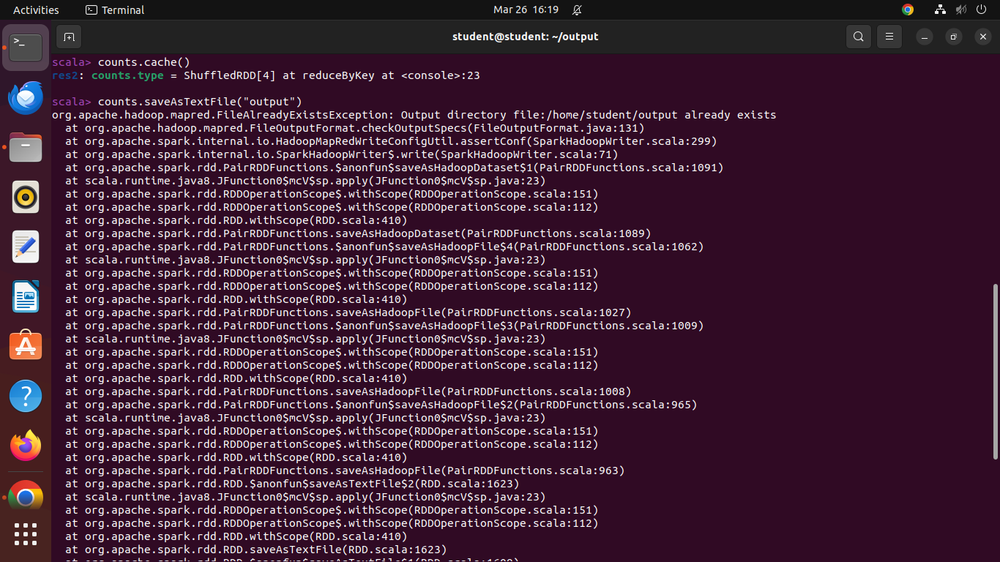 Activities
Terminal
Mar 26 16:19
student@student: ~/output
scala> counts.cache()
res2: counts.type = ShuffledRDD[4] at reduceByKey at <console>:23
scala> counts.saveAsTextFile("output")
org.apache.hadoop.mapred.FileAlreadyExistsException: Output directory file:/home/student/output already exists
  at org.apache.hadoop.mapred.FileOutputFormat.checkOutputSpecs(FileOutputFormat.java:131)
  at org.apache.spark.internal.io.HadoopMapRedWriteConfigUtil.assertConf(SparkHadoopWriter.scala:299)
  at org.apache.spark.internal.io.SparkHadoopWriter$.write(SparkHadoopWriter.scala:71)
  at org.apache.spark.rdd.PairRDDFunctions.$anonfun$saveAsHadoopDataset$1(PairRDDFunctions.scala:1091)
  at scala.runtime.java8.JFunction0$mcV$sp.apply(JFunction0$mcV$sp.java:23)
  at org.apache.spark.rdd.RDDOperationScope$.withScope(RDDOperationScope.scala:151)
  at org.apache.spark.rdd.RDDOperationScope$.withScope(RDDOperationScope.scala:112)
  at org.apache.spark.rdd.RDD.withScope(RDD.scala:410)
  at org.apache.spark.rdd.PairRDDFunctions.saveAsHadoopDataset(PairRDDFunctions.scala:1089)
  at org.apache.spark.rdd.PairRDDFunctions.$anonfun$saveAsHadoopFile$4(PairRDDFunctions.scala:1062)
  at scala.runtime.java8.JFunction0$mcV$sp.apply(JFunction0$mcV$sp.java:23)
  at org.apache.spark.rdd.RDDOperationScope$.withScope(RDDOperationScope.scala:151)
  at org.apache.spark.rdd.RDDOperationScope$.withScope(RDDOperationScope.scala:112)
  at org.apache.spark.rdd.RDD.withScope(RDD.scala:410)
  at org.apache.spark.rdd.PairRDDFunctions.saveAsHadoopFile(PairRDDFunctions.scala:1027)
  at org.apache.spark.rdd.PairRDDFunctions.$anonfun$saveAsHadoopFile$3(PairRDDFunctions.scala:1009)
  at scala.runtime.java8.JFunction0$mcV$sp.apply(JFunction0$mcV$sp.java:23)
  at org.apache.spark.rdd.RDDOperationScope$.withScope(RDDOperationScope.scala:151)
  at org.apache.spark.rdd.RDDOperationScope$.withScope(RDDOperationScope.scala:112)
  at org.apache.spark.rdd.RDD.withScope(RDD.scala:410)
  at org.apache.spark.rdd.PairRDDFunctions.saveAsHadoopFile(PairRDDFunctions.scala:1008)
  at org.apache.spark.rdd.PairRDDFunctions.$anonfun$saveAsHadoopFile$2(PairRDDFunctions.scala:965)
  at scala.runtime.java8.JFunction0$mcV$sp.apply(JFunction0$mcV$sp.java:23)
  at org.apache.spark.rdd.RDDOperationScope$.withScope(RDDOperationScope.scala:151)
  at org.apache.spark.rdd.RDDOperationScope$.withScope(RDDOperationScope.scala:112)
  at org.apache.spark.rdd.RDD.withScope(RDD.scala:410)
  at org.apache.spark.rdd.PairRDDFunctions.saveAsHadoopFile(PairRDDFunctions.scala:963)
  at org.apache.spark.rdd.RDD.$anonfun$saveAsTextFile$2(RDD.scala:1623)
  at scala.runtime.java8.JFunction0$mcV$sp.apply(JFunction0$mcV$sp.java:23)
  at org.apache.spark.rdd.RDDOperationScope$.withScope(RDDOperationScope.scala:151)
  at org.apache.spark.rdd.RDDOperationScope$.withScope(RDDOperationScope.scala:112)
  at org.apache.spark.rdd.RDD.withScope(RDD.scala:410)
  at org.apache.spark.rdd.RDD.saveAsTextFile(RDD.scala:1623)